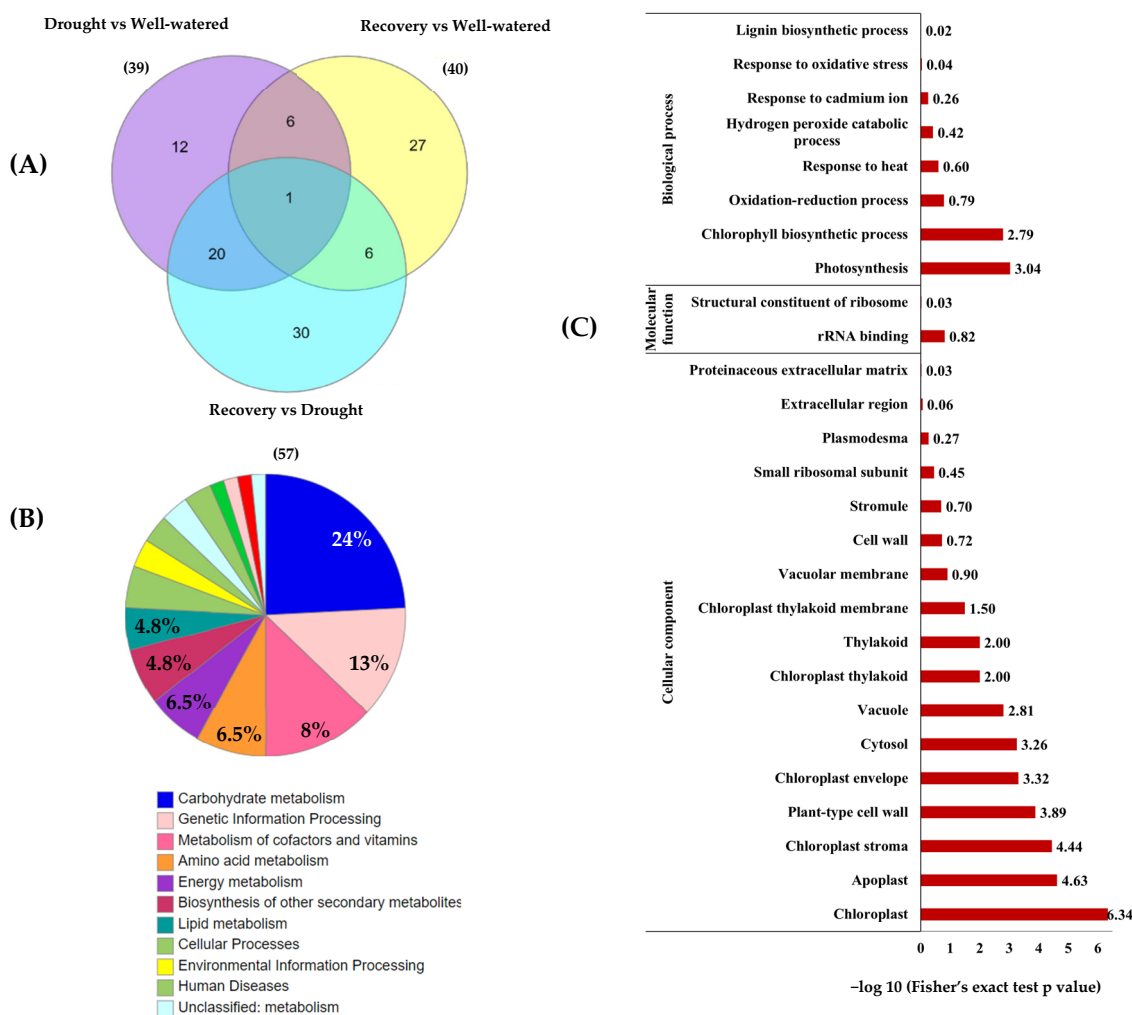 Drought vs Well-watered
Recovery vs Well-watered
(39)
(40)
(A)
12
6
27
1
20
6
30
Recovery vs Drought
(57)
(B)
24%
13%
8%
6.5%
6.5%
4.8%
4.8%
Carbohydrate metabolism
Genetic Information Processing
Metabolism of cofactors and vitamins
Amino acid metabolism
Energy metabolism
Biosynthesis of other secondary metabolites
Lipid metabolism
Cellular Processes
Environmental Information Processing
Human Diseases
Unclassified: metabolism
(C)
Biological process
Lignin biosynthetic process 0.02
Response to oxidative stress 0.04
Response to cadmium ion 0.26
Hydrogen peroxide catabolic
process 0.42
Response to heat 0.60
Oxidation-reduction process 0.79
Chlorophyll biosynthetic process 2.79
Photosynthesis 3.04
Molecular
function
Structural constituent of ribosome 0.03
rRNA binding 0.82
Cellular component
Proteinaceous extracellular matrix 0.03
Extracellular region 0.06
Plasmodesma 0.27
Small ribosomal subunit 0.45
Stromule 0.70
Cell wall 0.72
Vacuolar membrane 0.90
Chloroplast thylakoid membrane 1.50
Thylakoid 2.00
Chloroplast thylakoid 2.00
Vacuole 2.81
Cytosol 3.26
Chloroplast envelope 3.32
Plant-type cell wall 3.89
Chloroplast stroma 4.44
Apoplast 4.63
Chloroplast 6.34
0 1 2 3 4 5 6
−log 10 (Fisher's exact test p value)